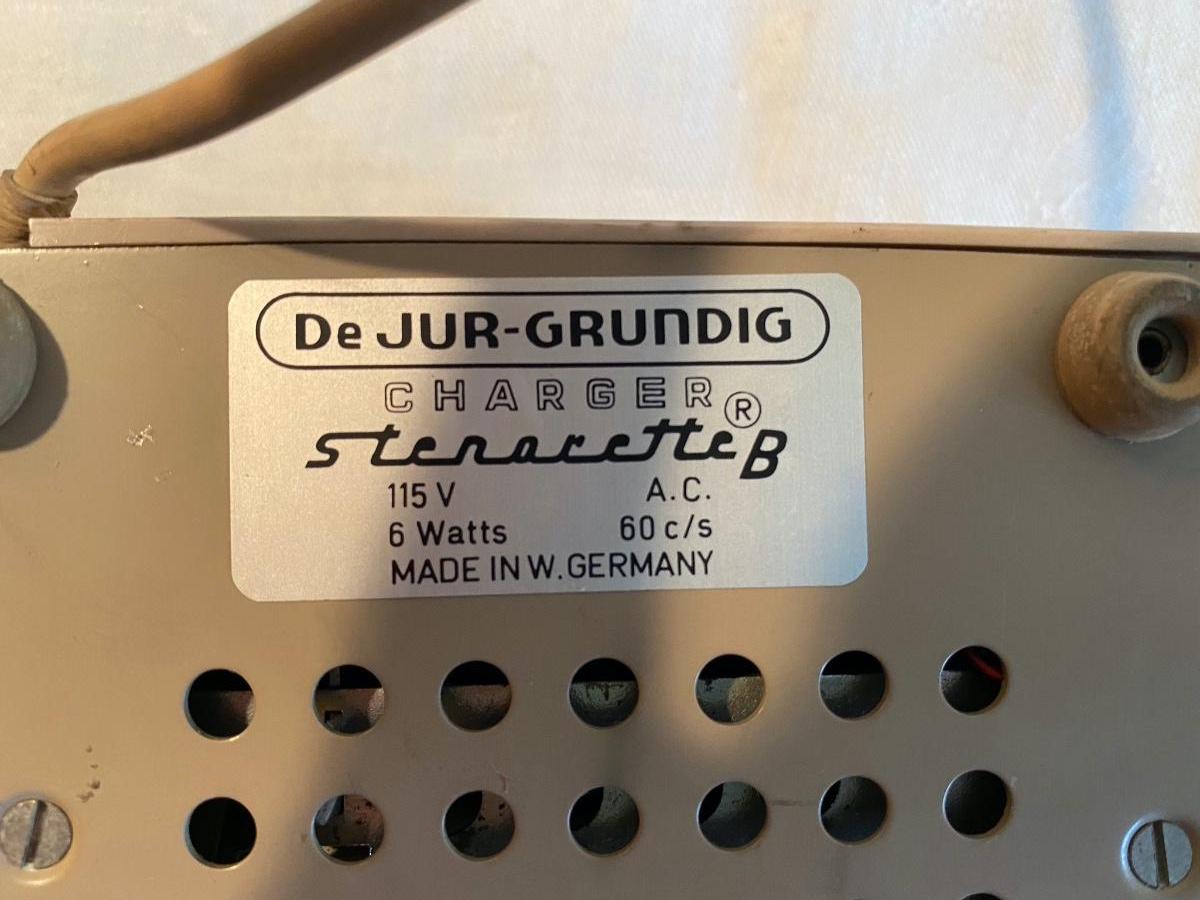 De JUR-GRUNDIG
CHARGER
Stenorette B ®
115 V A.C.
6 Watts 60 c/s
MADE IN W. GERMANY